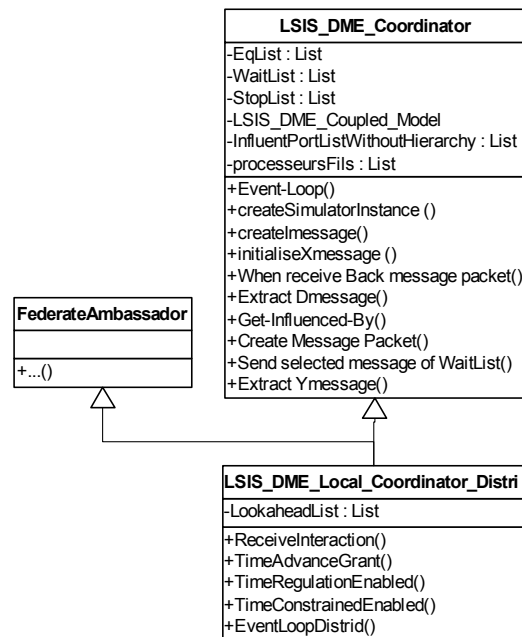 LSIS_DME_Coordinator
-EqList : List
-WaitList : List
-StopList : List
-LSIS_DME_Coupled_Model
-InfluentPortListWithoutHierarchy : List
-processeursFils : List
+Event-Loop()
+createSimulatorInstance ()
+createImessage()
+initialiseXmessage ()
+When receive Back message packet()
+Extract Dmessage()
+Get-Influenced-By()
+Create Message Packet()
+Send selected message of WaitList()
+Extract Ymessage()
FederateAmbassador
+...()
LSIS_DME_Local_Coordinator_Distri
-LookaheadList : List
+ReceiveInteraction()
+TimeAdvanceGrant()
+TimeRegulationEnabled()
+TimeConstrainedEnabled()
+EventLoopDistrid()